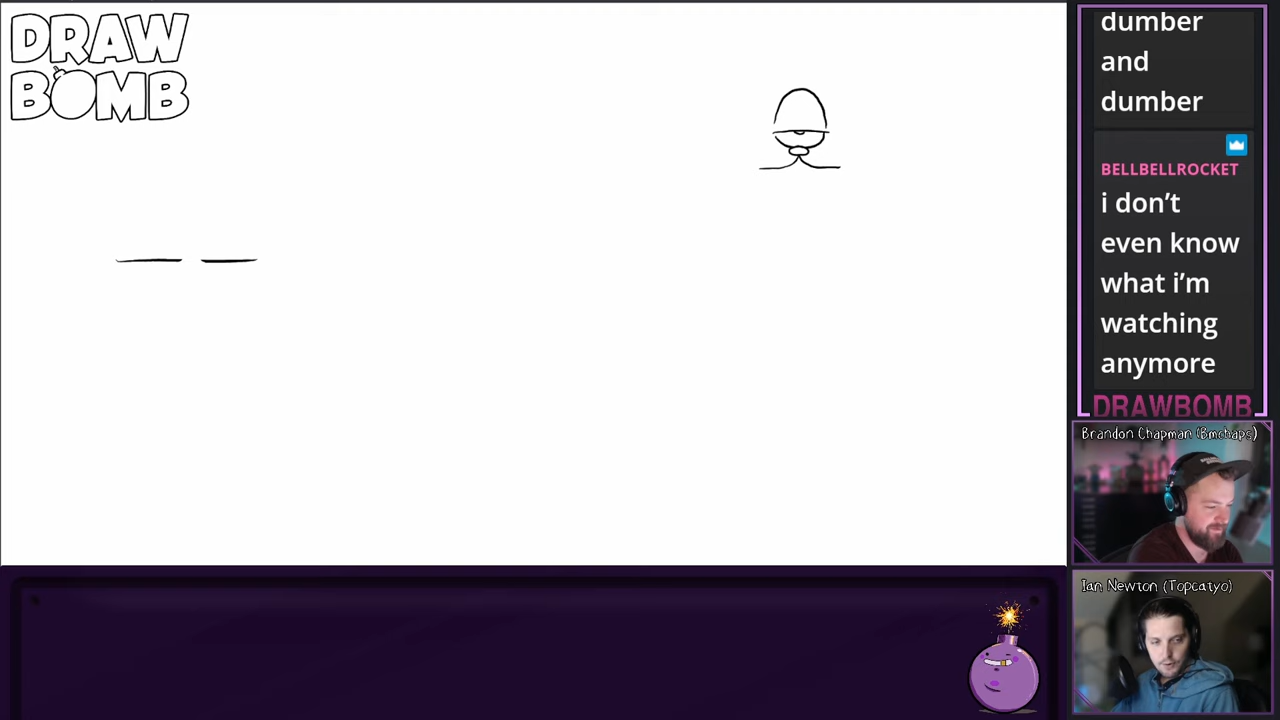 DRAW
BOMB
dumber
and
dumber
BELLBELLROCKET
i don't
even know
what i'm
watching
anymore
DRAWBOMB
Brandon Chapman (Bmchaps)
Ian Newton (Topcatyo)